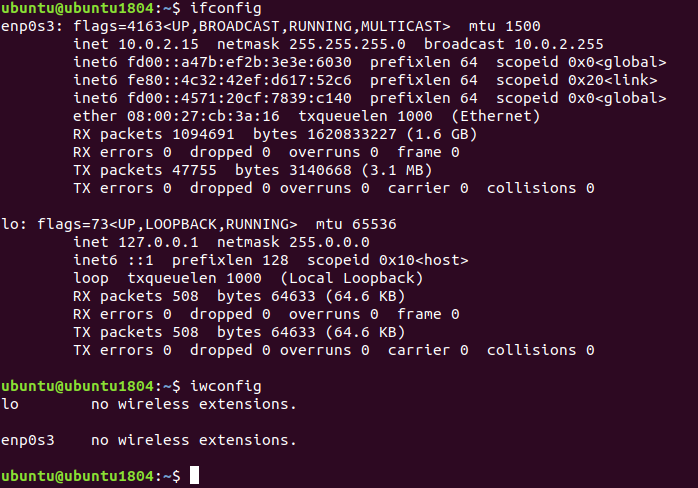 ubuntu@ubuntu1804:~$ ifconfig
enp0s3: flags=4163<UP,BROADCAST,RUNNING,MULTICAST>  mtu 1500
        inet 10.0.2.15  netmask 255.255.255.0  broadcast 10.0.2.255
        inet6 fd00::a47b:ef2b:3e3e:6030  prefixlen 64  scopeid 0x0<global>
        inet6 fe80::4c32:42ef:d617:52c6  prefixlen 64  scopeid 0x20<link>
        inet6 fd00::4571:20cf:7839:c140  prefixlen 64  scopeid 0x0<global>
        ether 08:00:27:cb:3a:16  txqueuelen 1000  (Ethernet)
        RX packets 1094691  bytes 1620833227 (1.6 GB)
        RX errors 0  dropped 0  overruns 0  frame 0
        TX packets 47755  bytes 3140668 (3.1 MB)
        TX errors 0  dropped 0 overruns 0  carrier 0  collisions 0

lo: flags=73<UP,LOOPBACK,RUNNING>  mtu 65536
        inet 127.0.0.1  netmask 255.0.0.0
        inet6 ::1  prefixlen 128  scopeid 0x10<host>
        loop  txqueuelen 1000  (Local Loopback)
        RX packets 508  bytes 64633 (64.6 KB)
        RX errors 0  dropped 0  overruns 0  frame 0
        TX packets 508  bytes 64633 (64.6 KB)
        TX errors 0  dropped 0 overruns 0  carrier 0  collisions 0

ubuntu@ubuntu1804:~$ iwconfig
lo        no wireless extensions.

enp0s3    no wireless extensions.

ubuntu@ubuntu1804:~$